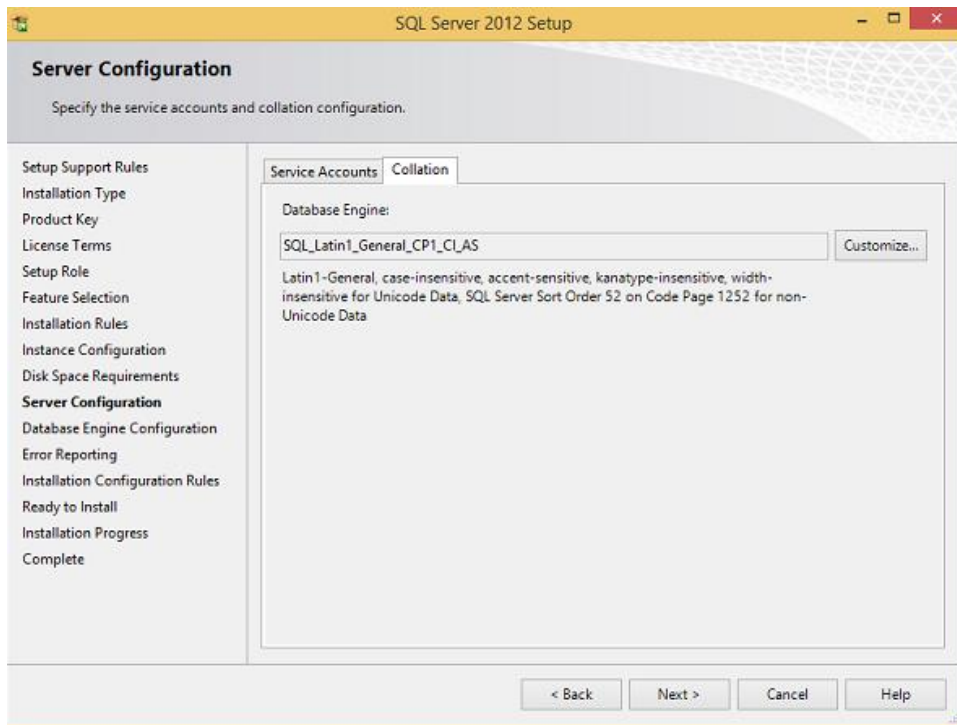 SQL Server 2012 Setup
Server Configuration
Specify the service accounts and collation configuration.
Setup Support Rules
Installation Type
Product Key
License Terms
Setup Role
Feature Selection
Installation Rules
Instance Configuration
Disk Space Requirements
Server Configuration
Database Engine Configuration
Error Reporting
Installation Configuration Rules
Ready to Install
Installation Progress
Complete
Service Accounts Collation
Database Engine:
SQL_Latin1_General_CP1_CI_AS Customize...
Latin1-General, case-insensitive, accent-sensitive, kanatype-insensitive, width-
insensitive for Unicode Data, SQL Server Sort Order 52 on Code Page 1252 for non-
Unicode Data
< Back Next > Cancel Help